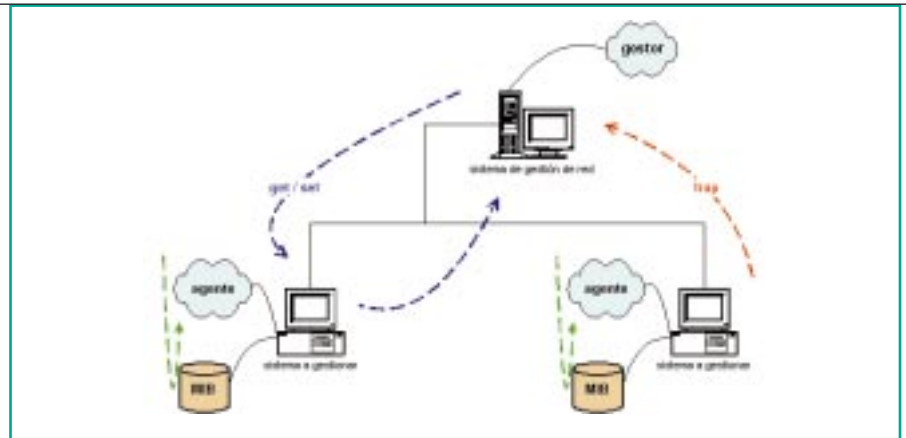 gestor
sistema de gestión de red
get / set
trap
agente
agente
sistema a gestionar
sistema a gestionar
MIB
MIB